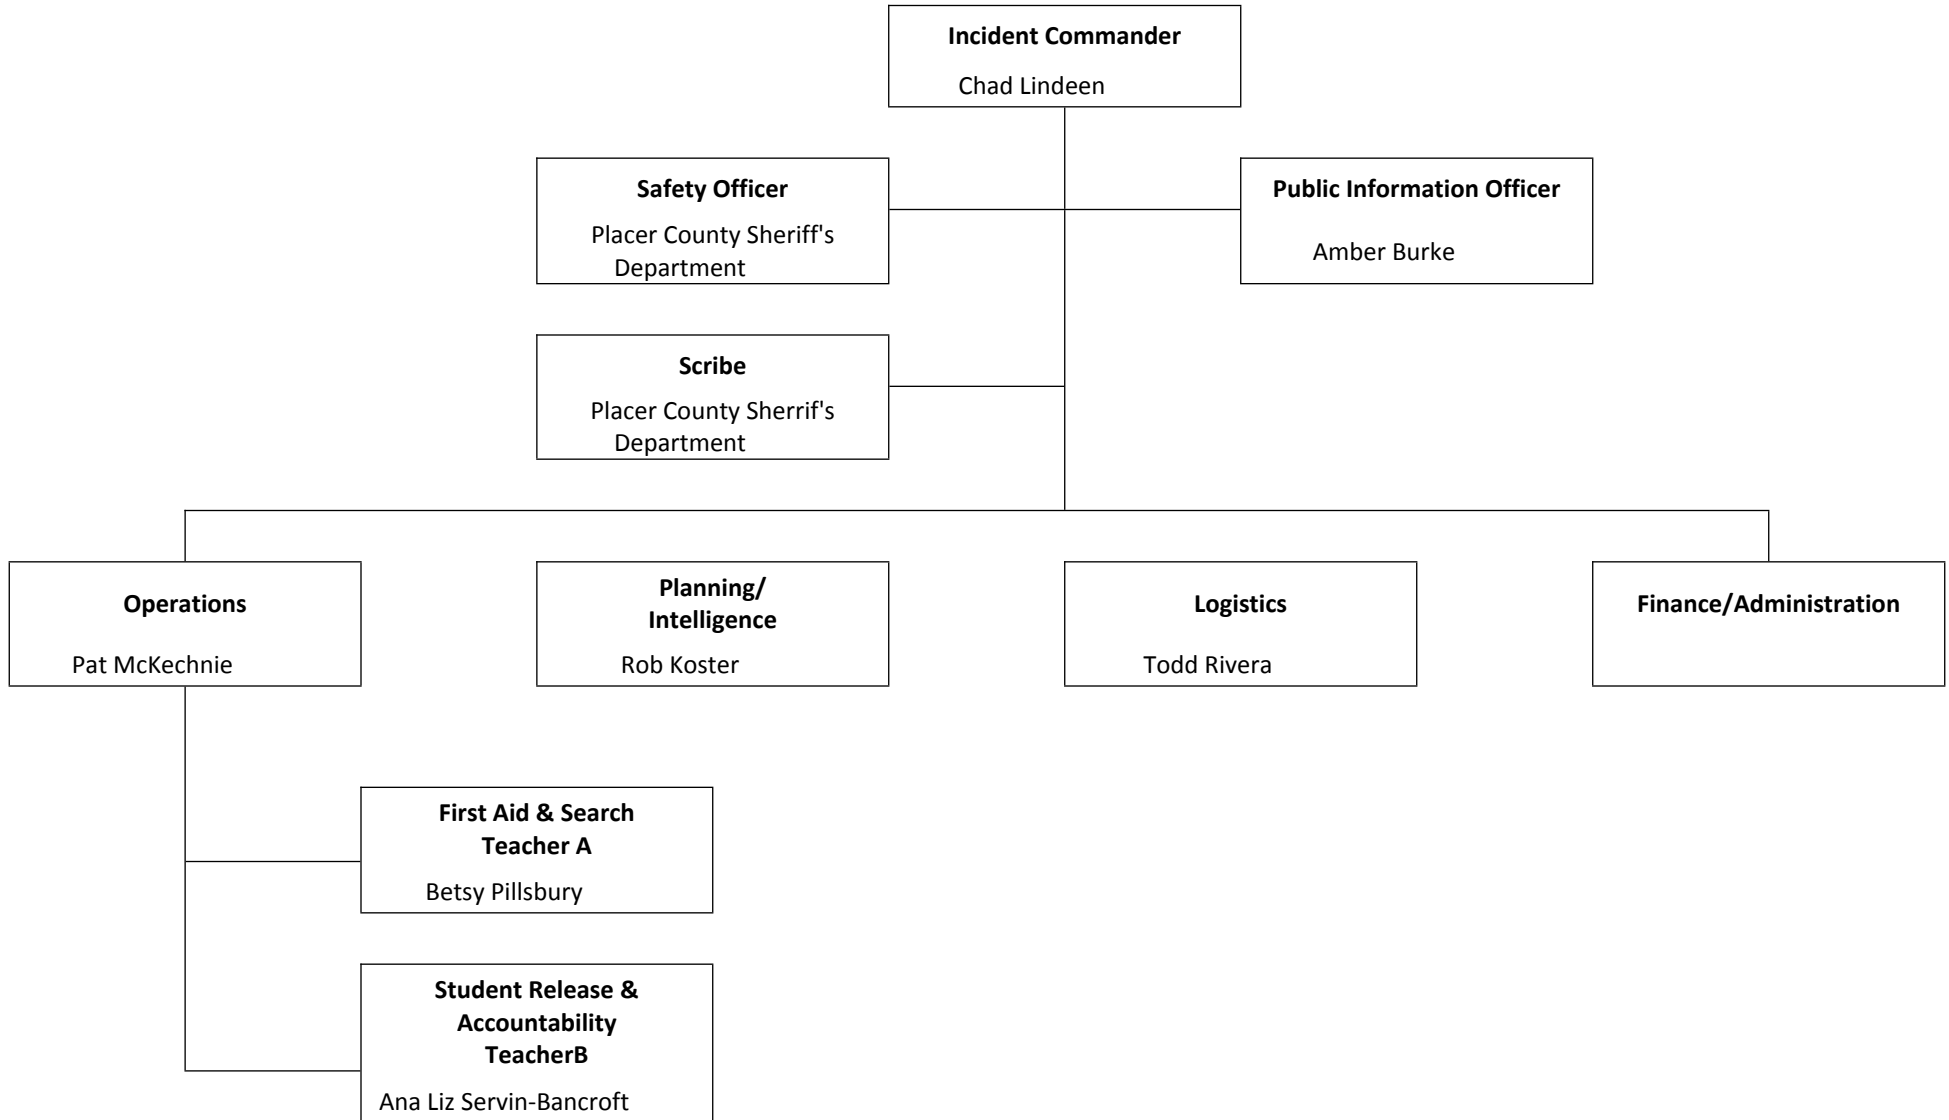 Incident Commander
Chad Lindeen
Safety Officer
Placer County Sheriff's
Department
Public Information Officer
Amber Burke
Scribe
Placer County Sherrif's
Department
Operations
Pat McKechnie
Planning/
Intelligence
Rob Koster
Logistics
Todd Rivera
Finance/Administration
First Aid & Search
Teacher A
Betsy Pillsbury
Student Release &
Accountability
TeacherB
Ana Liz Servin-Bancroft